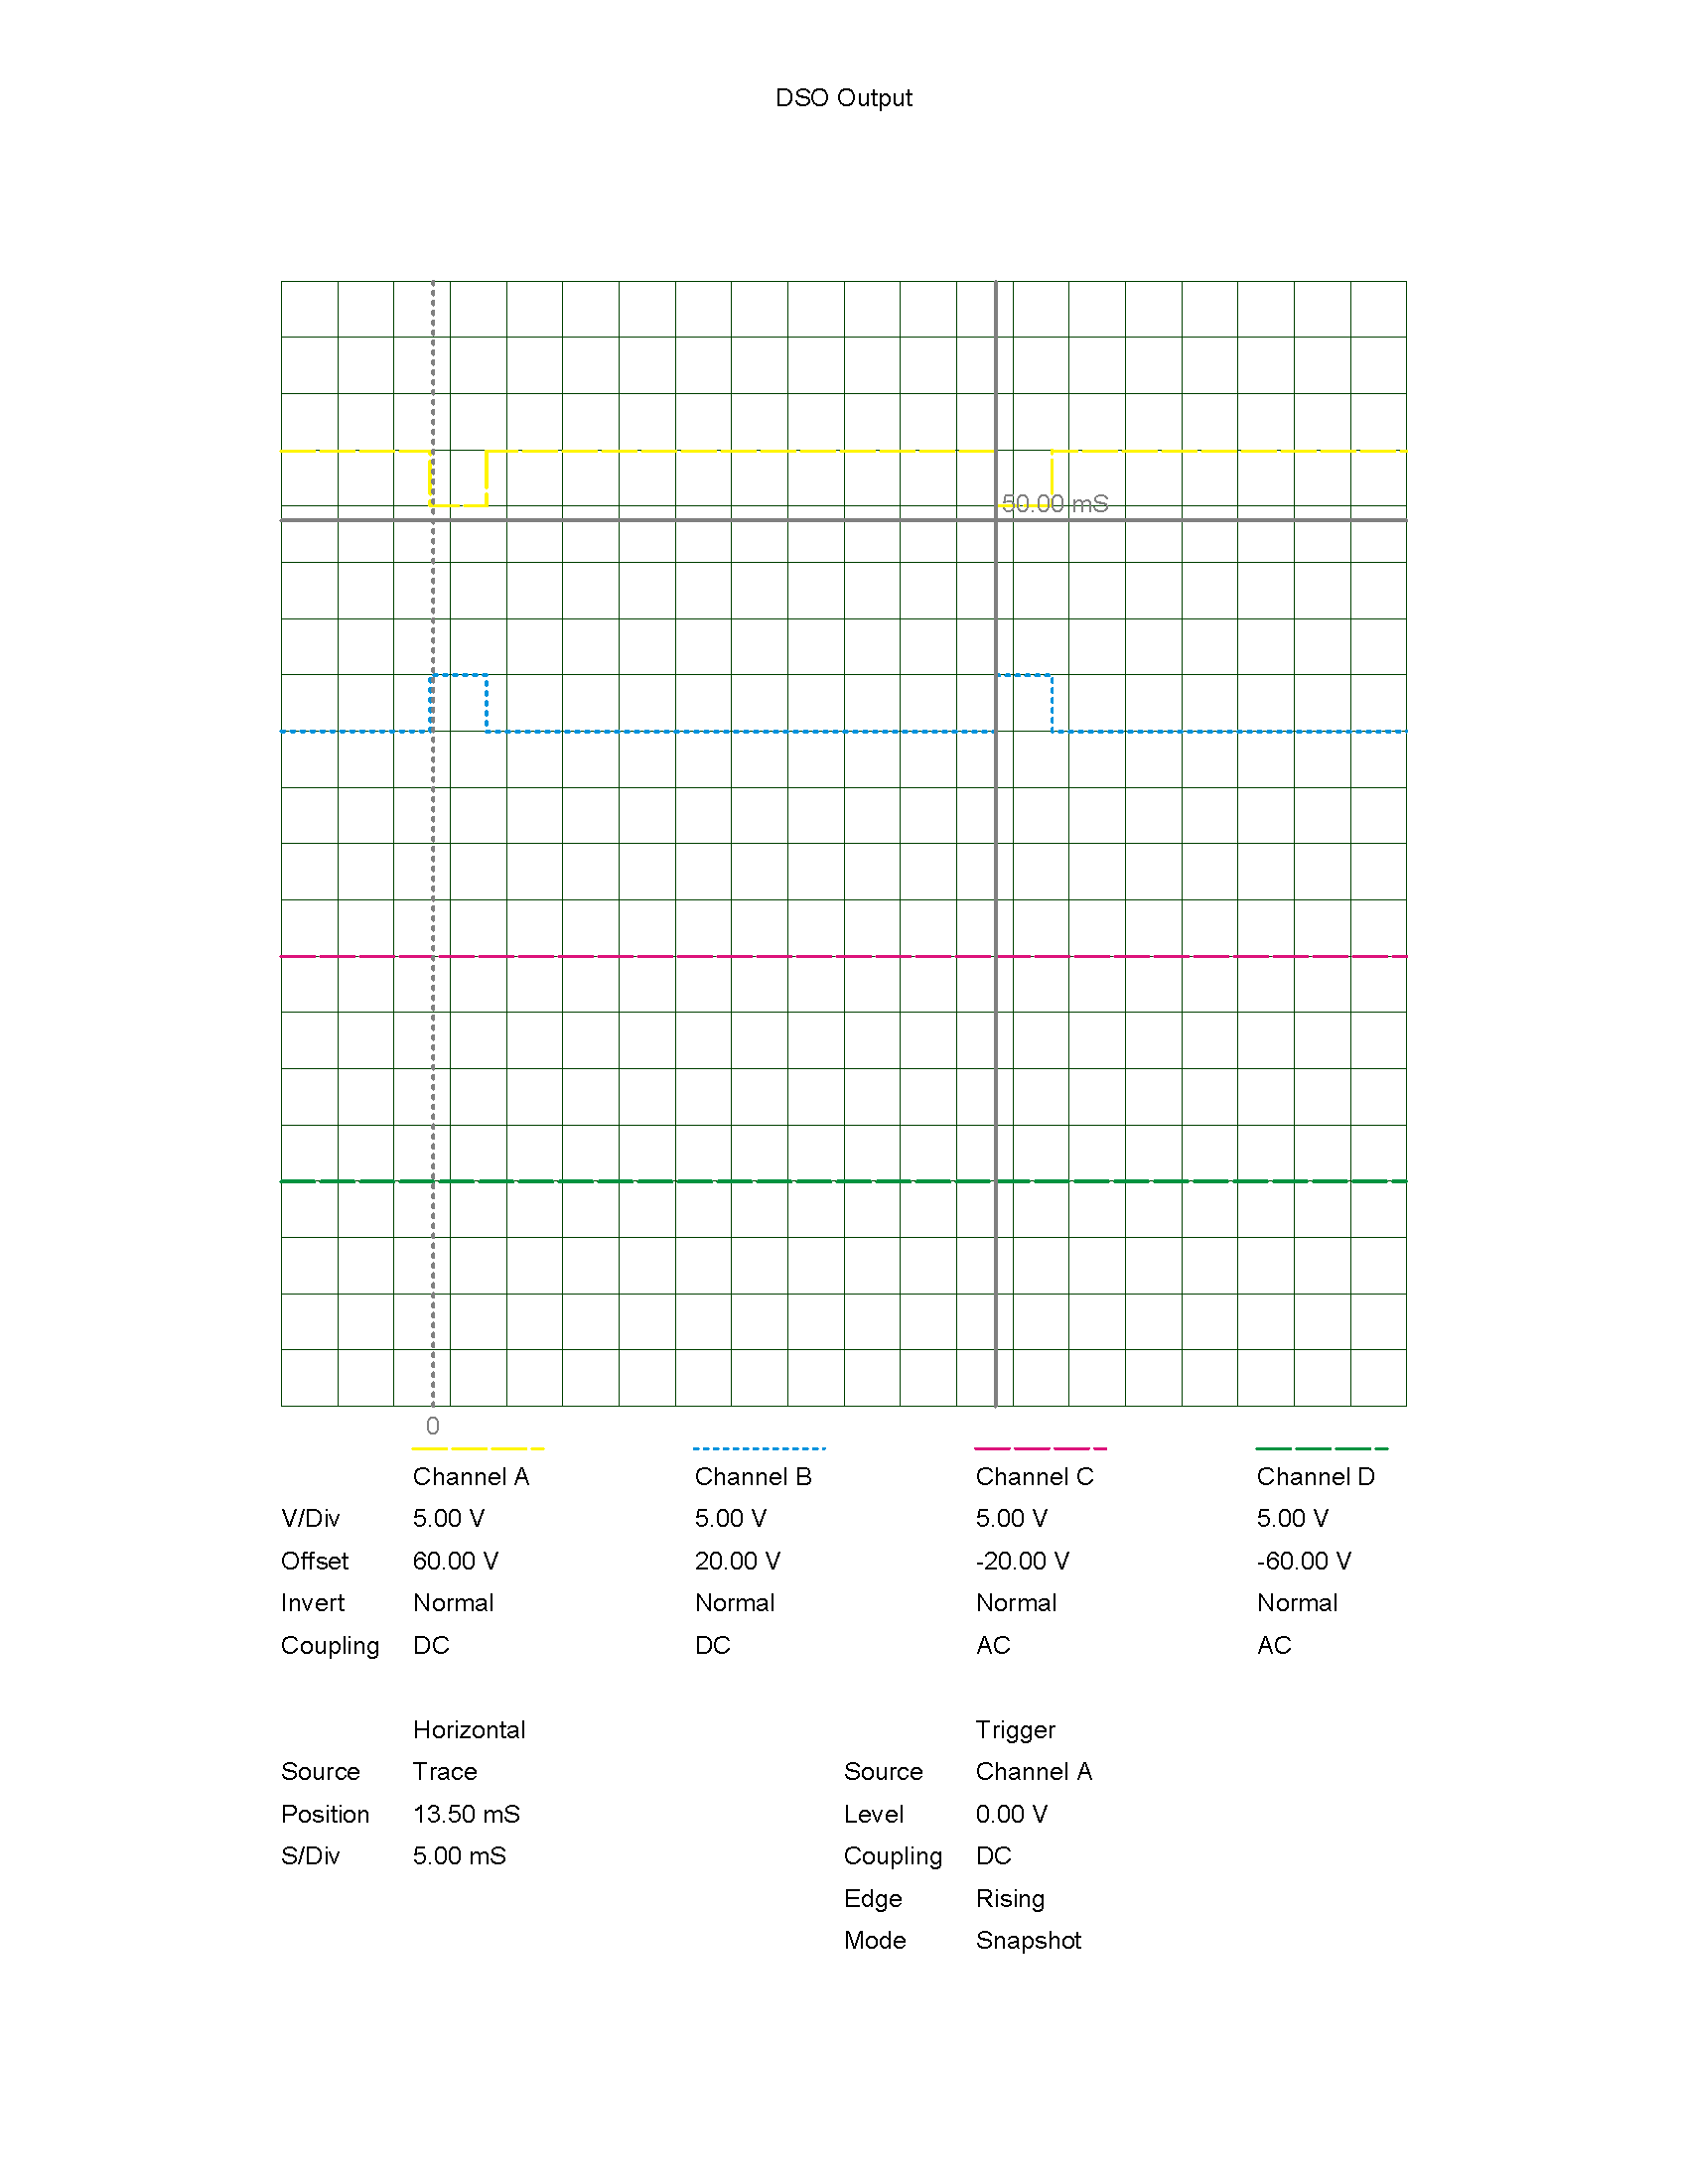 DSO Output
50.00 mS
0
Channel A Channel B Channel C Channel D
V/Div 5.00 V 5.00 V 5.00 V 5.00 V
Offset 60.00 V 20.00 V -20.00 V -60.00 V
Invert Normal Normal Normal Normal
Coupling DC DC AC AC
Horizontal Trigger
Source Trace Source Channel A
Position 13.50 mS Level 0.00 V
S/Div 5.00 mS Coupling DC
Edge Rising
Mode Snapshot